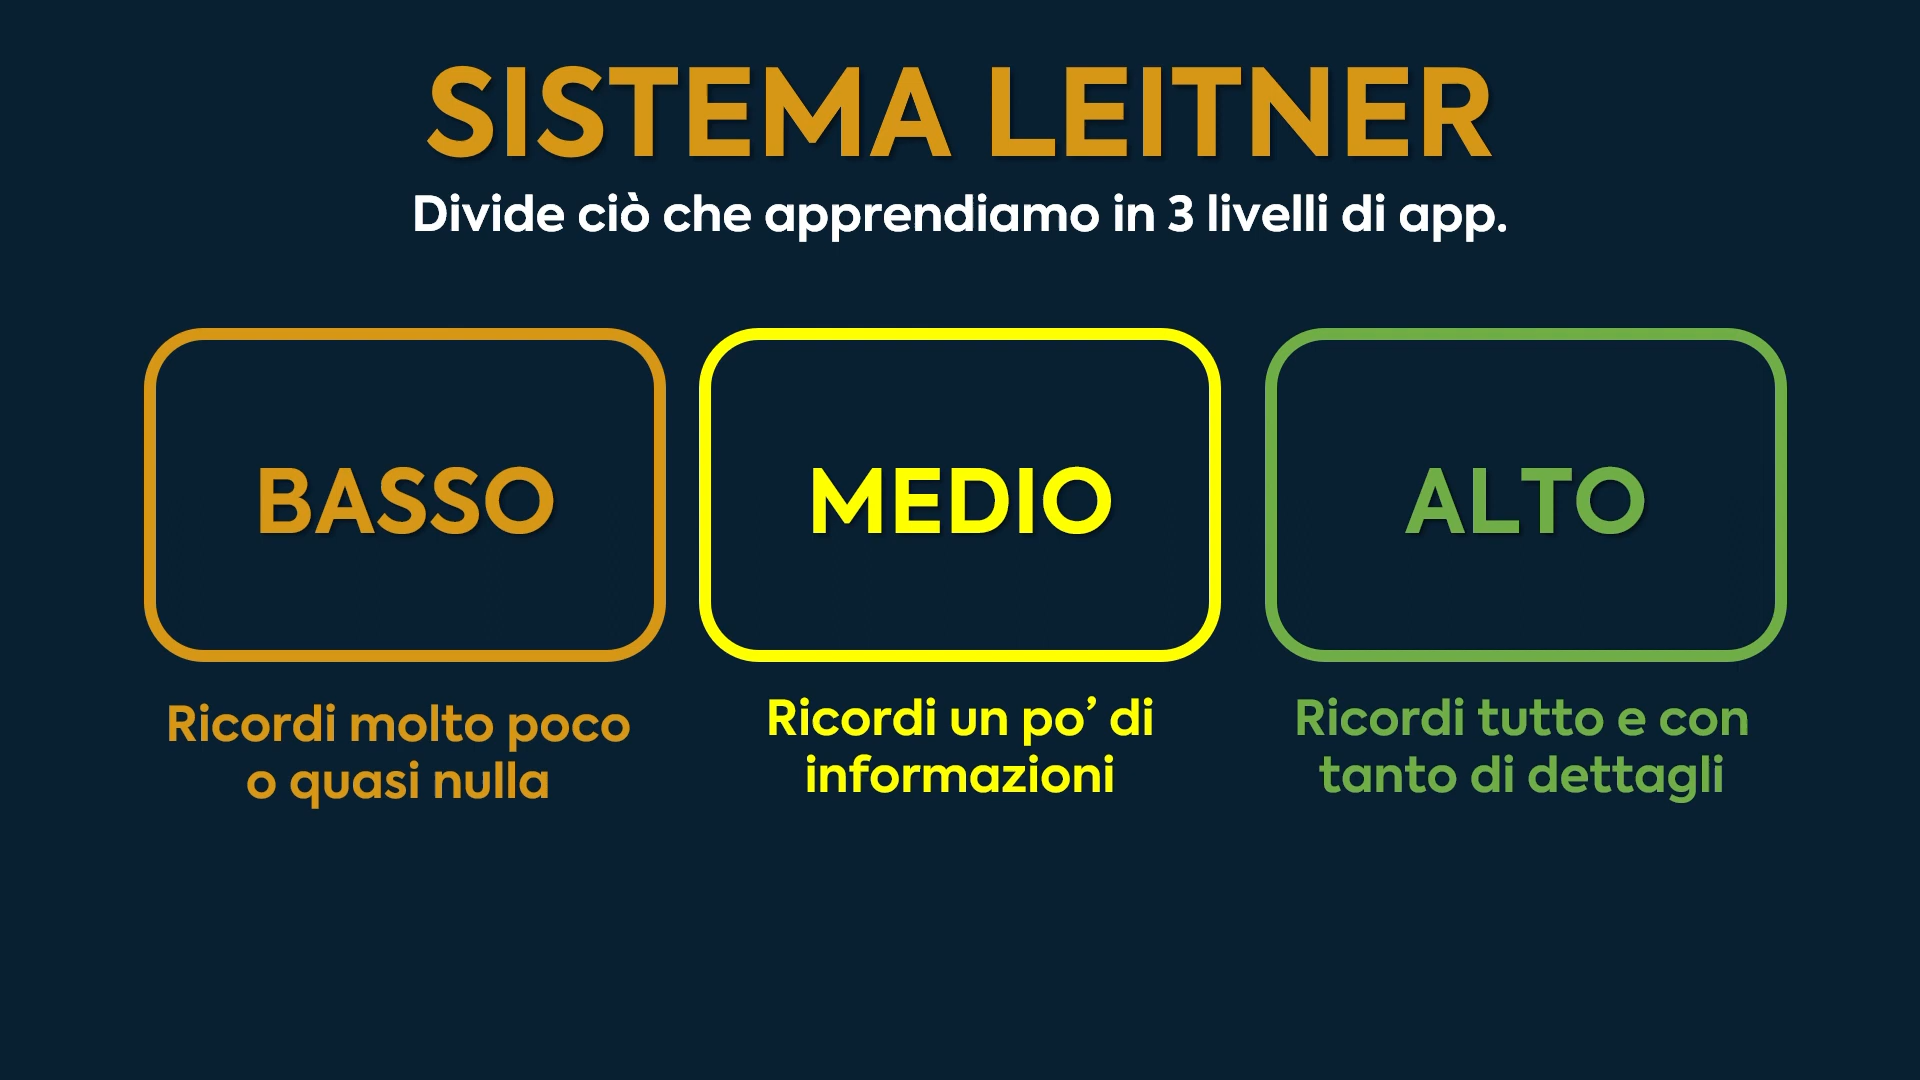 SISTEMA LEITNER
Divide ciò che apprendiamo in 3 livelli di app.
BASSO
MEDIO
ALTO
Ricordi molto poco
o quasi nulla
Ricordi un po’ di
informazioni
Ricordi tutto e con
tanto di dettagli